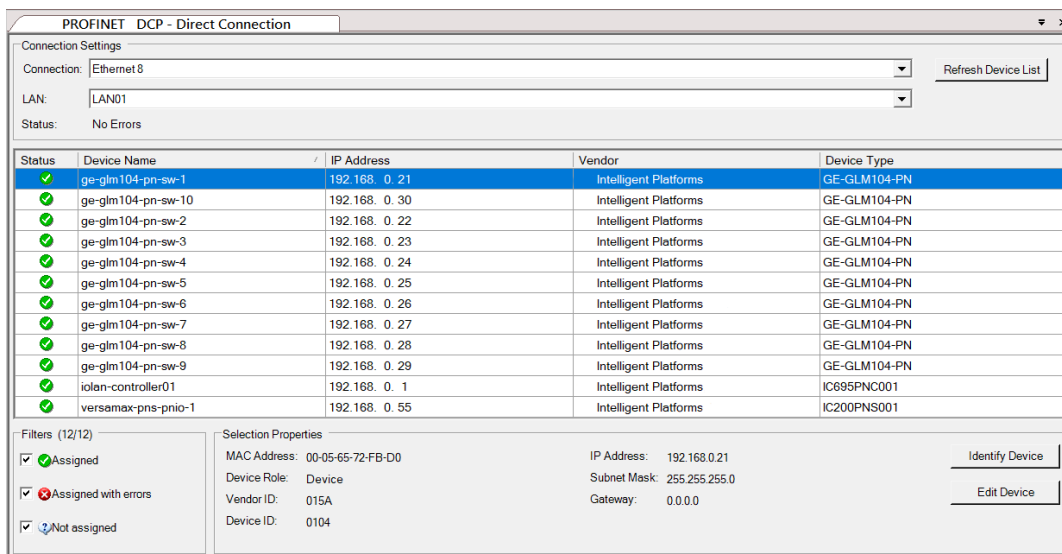 PROFINET DCP - Direct Connection
Connection Settings
Connection: Ethernet 8 Refresh Device List
LAN: LAN01
Status: No Errors
Status Device Name IP Address Vendor Device Type
ge-glm104-pn-sw-1 192.168. 0. 21 Intelligent Platforms GE-GLM104-PN
ge-glm104-pn-sw-10 192.168. 0. 30 Intelligent Platforms GE-GLM104-PN
ge-glm104-pn-sw-2 192.168. 0. 22 Intelligent Platforms GE-GLM104-PN
ge-glm104-pn-sw-3 192.168. 0. 23 Intelligent Platforms GE-GLM104-PN
ge-glm104-pn-sw-4 192.168. 0. 24 Intelligent Platforms GE-GLM104-PN
ge-glm104-pn-sw-5 192.168. 0. 25 Intelligent Platforms GE-GLM104-PN
ge-glm104-pn-sw-6 192.168. 0. 26 Intelligent Platforms GE-GLM104-PN
ge-glm104-pn-sw-7 192.168. 0. 27 Intelligent Platforms GE-GLM104-PN
ge-glm104-pn-sw-8 192.168. 0. 28 Intelligent Platforms GE-GLM104-PN
ge-glm104-pn-sw-9 192.168. 0. 29 Intelligent Platforms GE-GLM104-PN
iolan-controller01 192.168. 0. 1 Intelligent Platforms IC695PNC001
versamax-pns-pnio-1 192.168. 0. 55 Intelligent Platforms IC200PNS001
Filters (12/12) Selection Properties
Assigned MAC Address: 00-05-65-72-FB-D0 IP Address: 192.168.0.21 Identify Device
Device Role: Device Subnet Mask: 255.255.255.0
Assigned with errors Vendor ID: 015A Gateway: 0.0.0.0 Edit Device
Not assigned Device ID: 0104